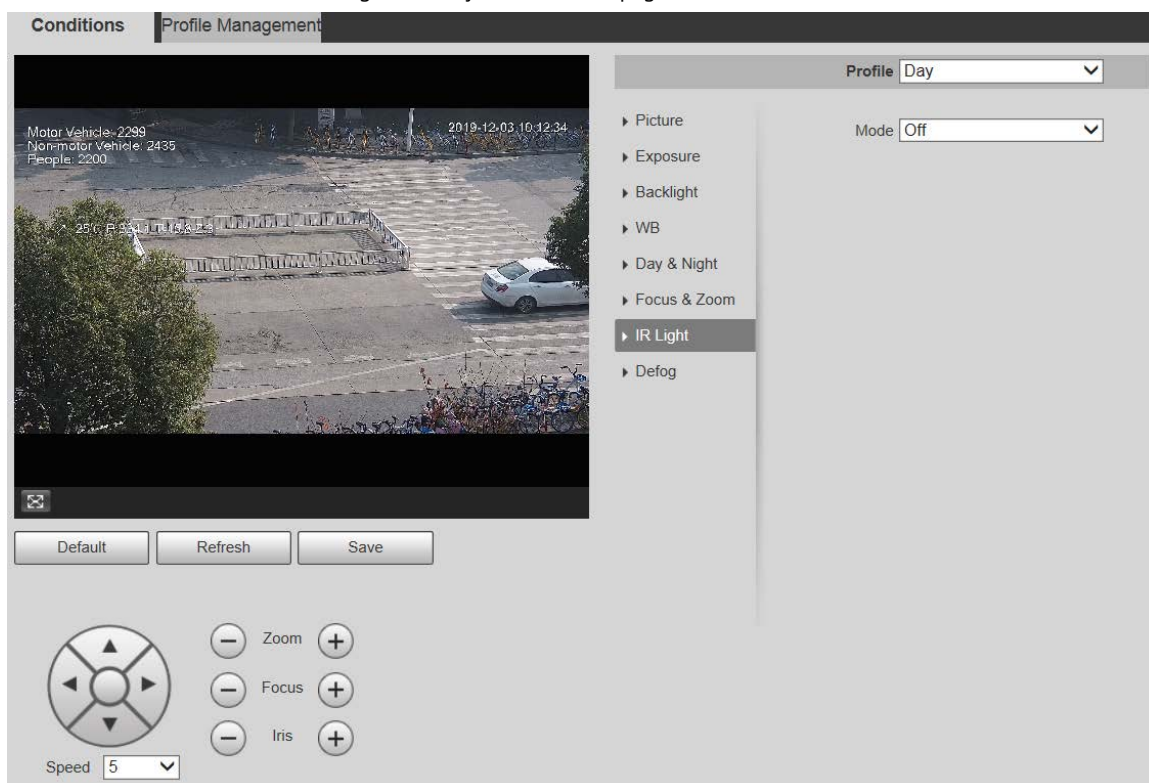 Conditions
Profile Management
Profile Day
Mode Off
Motor Vehicle: 2299
Non-motor Vehicle: 2435
People: 2200
2019-12-03 10:12:34
Picture
Exposure
Backlight
WB
Day & Night
Focus & Zoom
IR Light
Defog
Default
Refresh
Save
Zoom
Focus
Iris
Speed 5